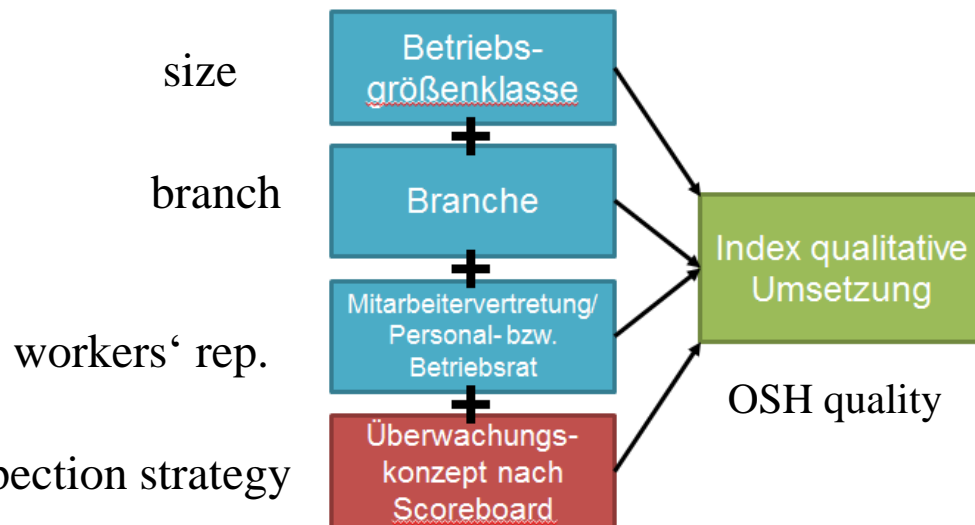 size
Betriebs-
größenklasse
+
branch
Branche
+
Index qualitative
Umsetzung
workers‘ rep.
Mitarbeitervertretung/
Personal- bzw.
Betriebsrat
+
OSH quality
pection strategy
Überwachungs-
konzept nach
Scoreboard